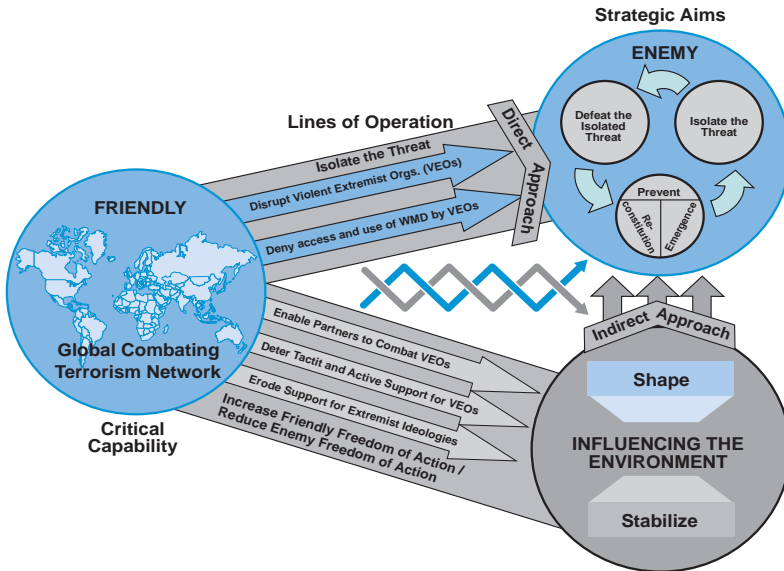 Strategic Aims
ENEMY
Defeat the
Isolated
Threat
Isolate the
Threat
Prevent
Re-
constitution
Emergence
Lines of Operation
Direct
Approach
Isolate the Threat
Disrupt Violent Extremist Orgs. (VEOs)
Deny access and use of WMD by VEOs
FRIENDLY
Global Combating
Terrorism Network
Critical
Capability
Enable Partners to Combat VEOs
Deter Tactit and Active Support for VEOs
Erode Support for Extremist Ideologies
Increase Friendly Freedom of Action /
Reduce Enemy Freedom of Action
Indirect
Approach
Shape
INFLUENCING THE
ENVIRONMENT
Stabilize